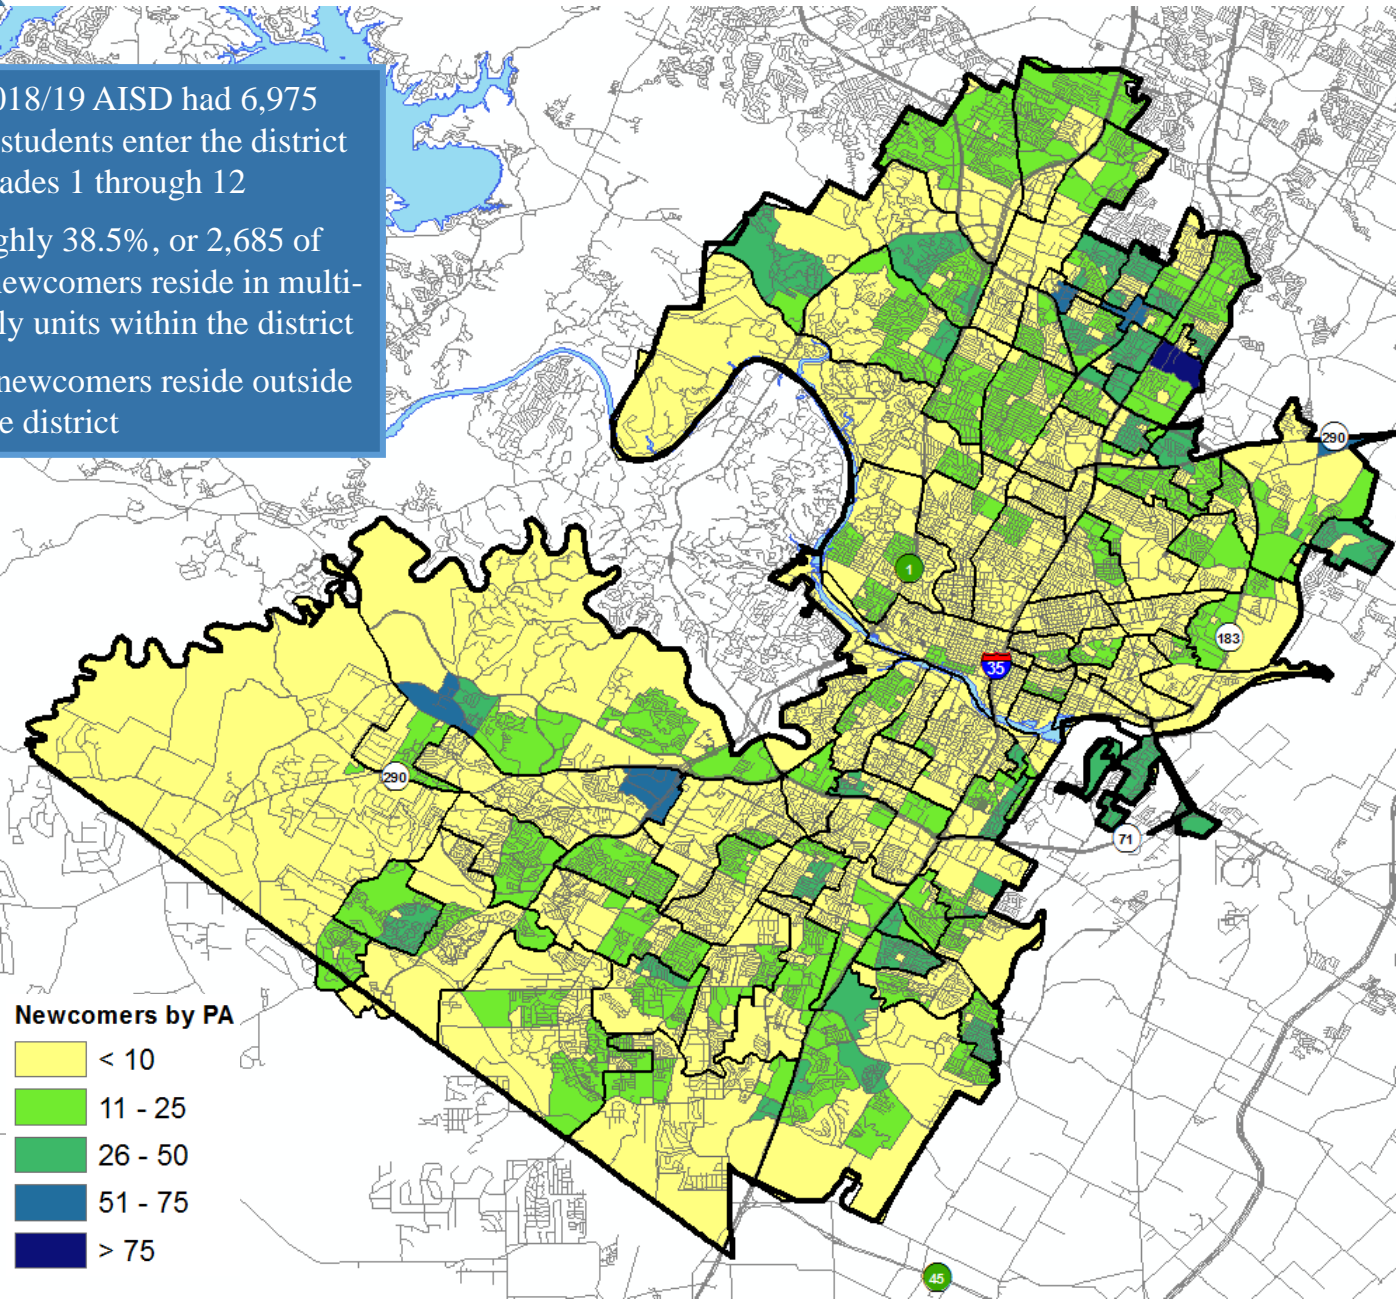 018/19 AISD had 6,975
students enter the district
ades 1 through 12
ghly 38.5%, or 2,685 of
newcomers reside in multi-
ly units within the district
newcomers reside outside
e district
290
1
183
35
290
71
Newcomers by PA
< 10
11 - 25
26 - 50
51 - 75
> 75
45